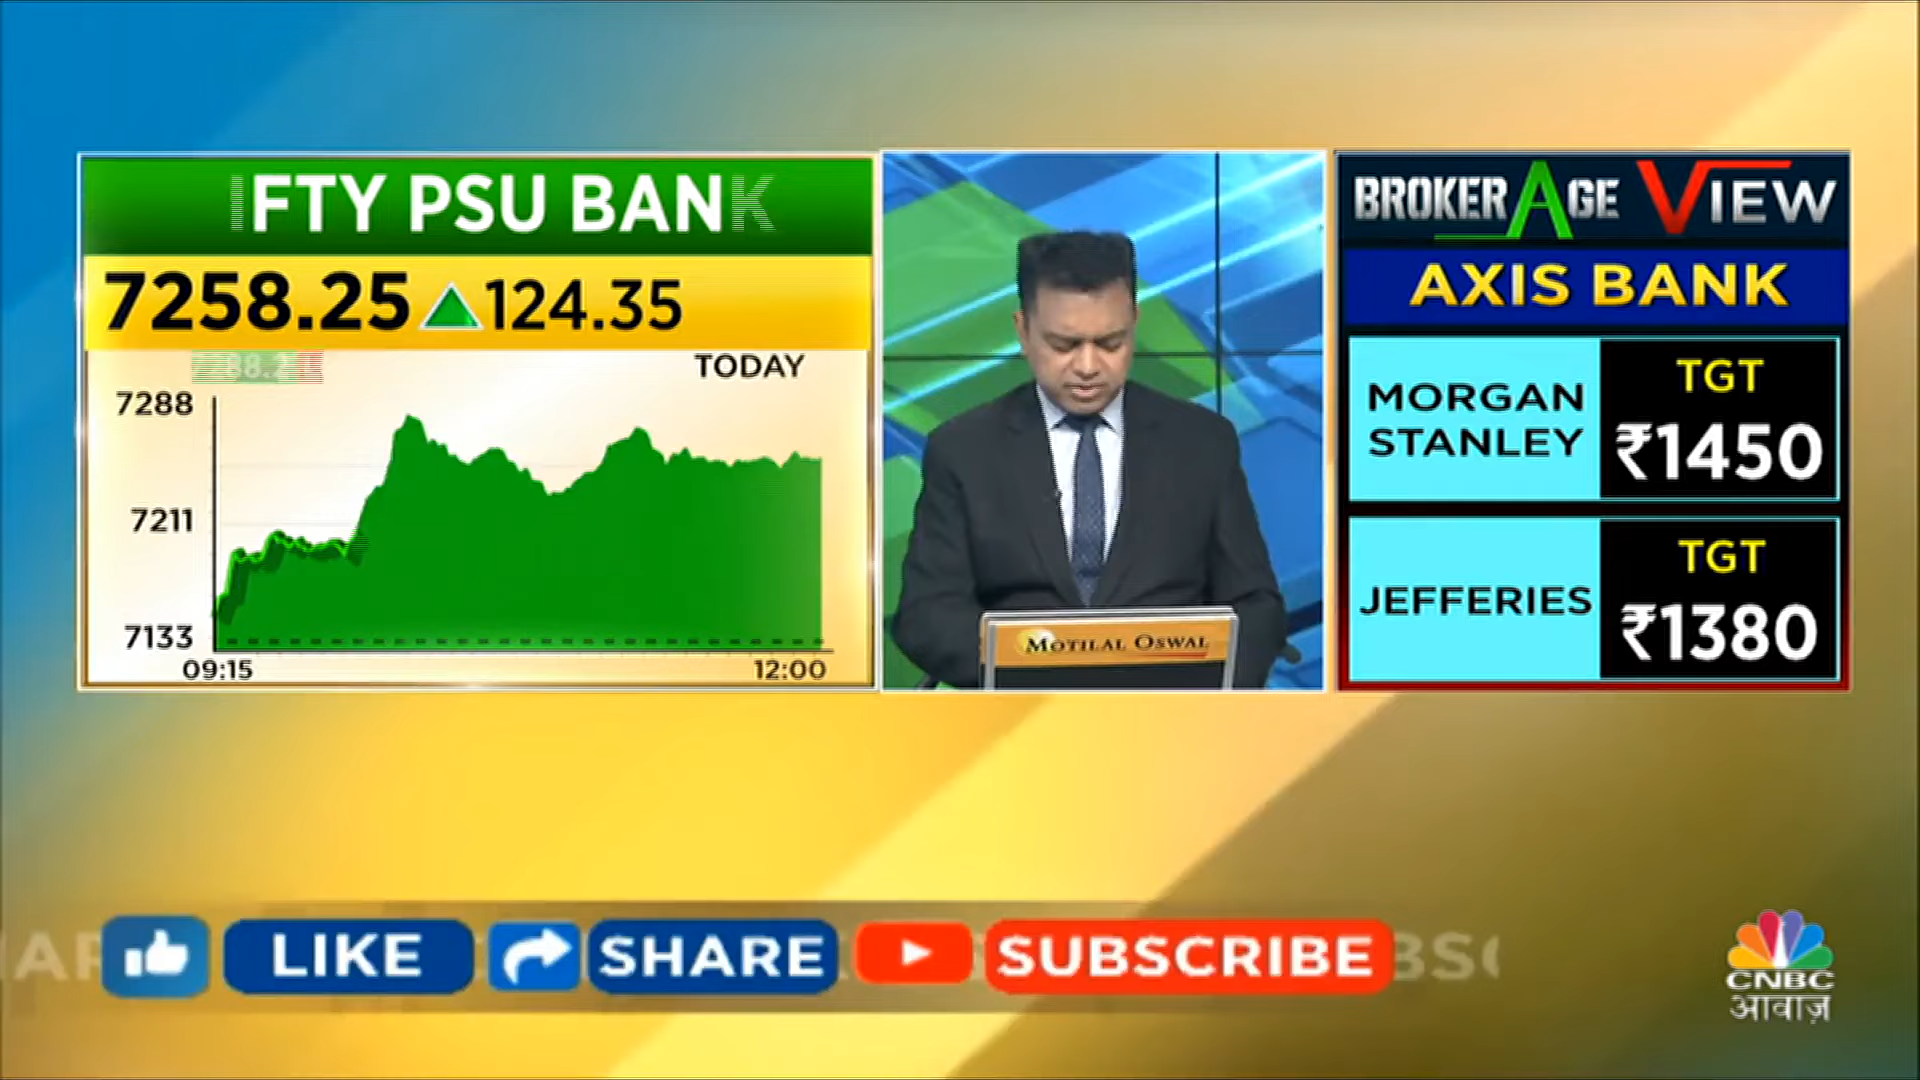 FTY PSU BANK
7258.25 124.35
TODAY
7288
7211
7133
09:15 12:00
MOTILAL OSWAL
BROKERAGE VIEW
AXIS BANK
MORGAN
STANLEY
TGT
₹1450
JEFFERIES
TGT
₹1380
LIKE SHARE SUBSCRIBE
CNBC
आवाज़